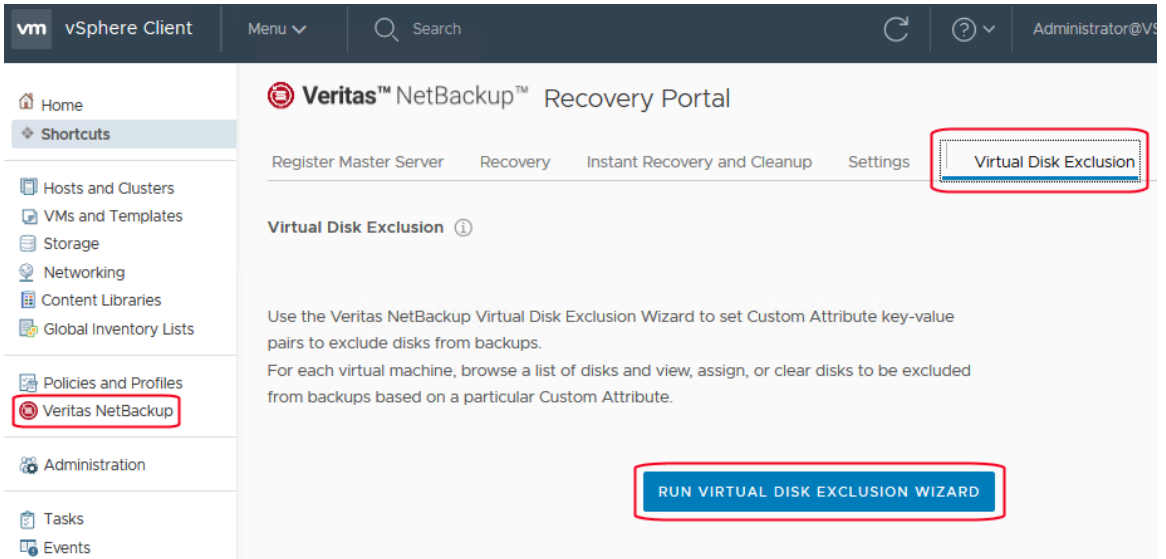 vm vSphere Client Menu Search Administrator@VS
Home
Shortcuts
Hosts and Clusters
VMs and Templates
Storage
Networking
Content Libraries
Global Inventory Lists
Policies and Profiles
Veritas NetBackup
Administration
Tasks
Events
Veritas™ NetBackup™ Recovery Portal
Register Master Server Recovery Instant Recovery and Cleanup Settings Virtual Disk Exclusion
Virtual Disk Exclusion
Use the Veritas NetBackup Virtual Disk Exclusion Wizard to set Custom Attribute key-value
pairs to exclude disks from backups.
For each virtual machine, browse a list of disks and view, assign, or clear disks to be excluded
from backups based on a particular Custom Attribute.
RUN VIRTUAL DISK EXCLUSION WIZARD